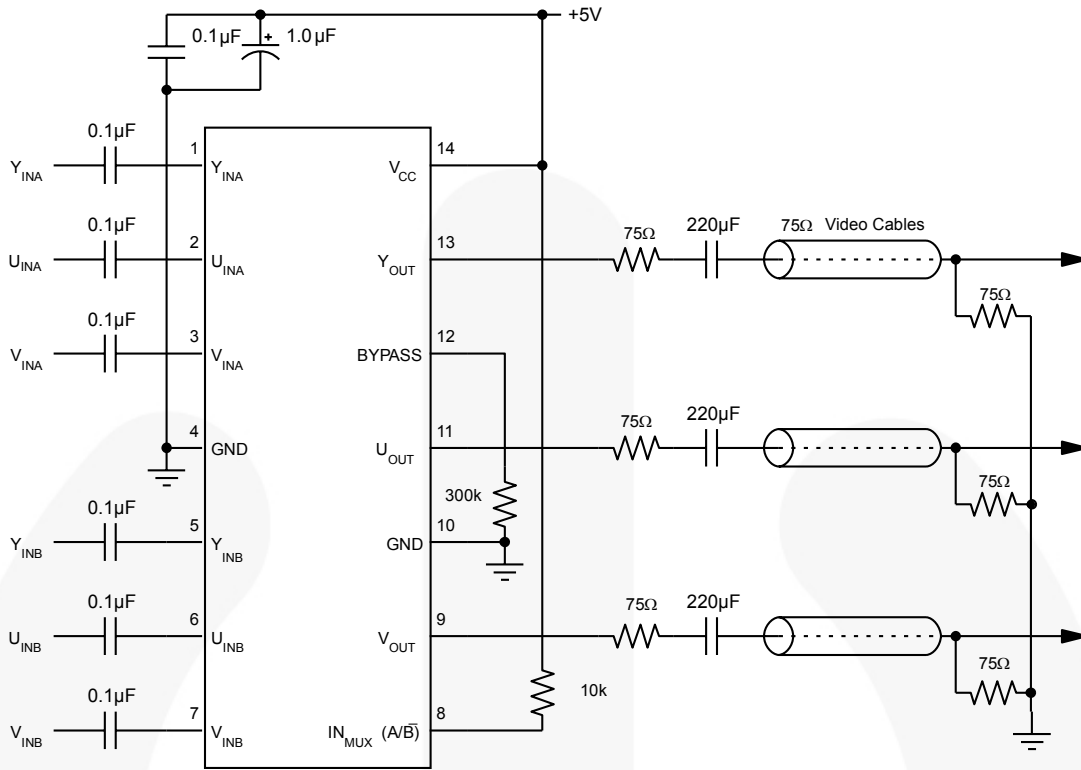 +5V
0.1µF
1.0µF
0.1µF
1
14
Y_INA
Y_INA
V_CC
0.1µF
220µF
75Ω Video Cables
2
13
75Ω
U_INA
U_INA
Y_OUT
0.1µF
75Ω
3
12
V_INA
V_INA
BYPASS
220µF
4
11
75Ω
GND
U_OUT
0.1µF
75Ω
300k
5
10
Y_INB
Y_INB
GND
0.1µF
220µF
6
9
75Ω
U_INB
U_INB
V_OUT
0.1µF
75Ω
10k
7
8
V_INB
V_INB
IN_MUX (A/B̅)